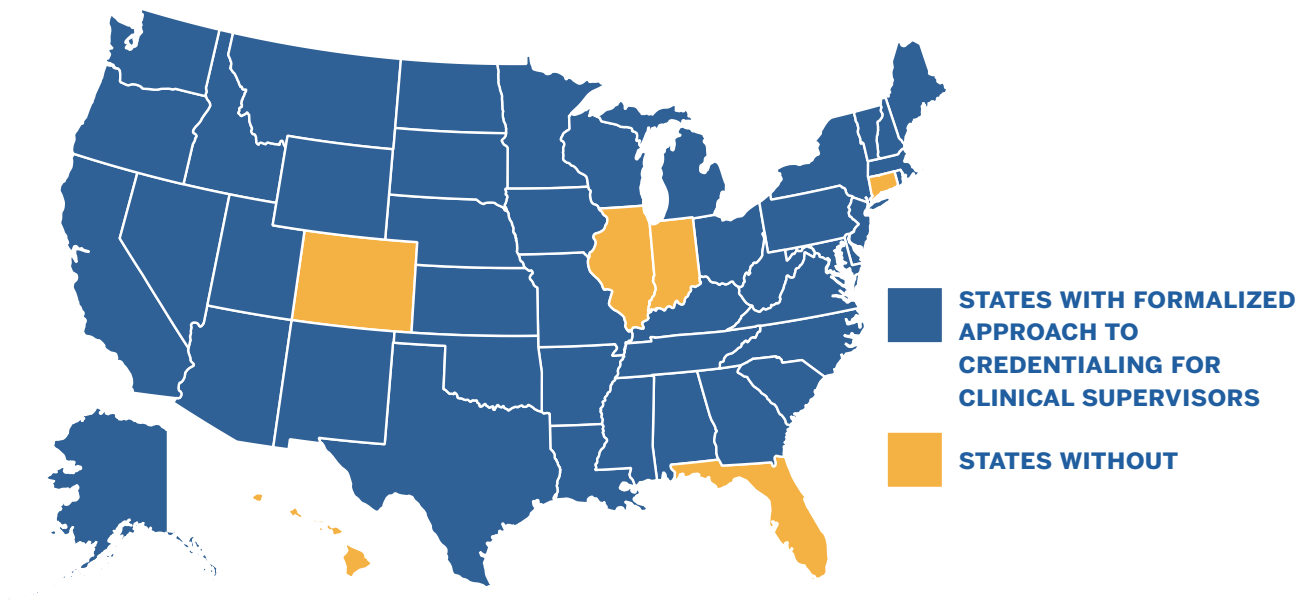 STATES WITH FORMALIZED
APPROACH TO
CREDENTIALING FOR
CLINICAL SUPERVISORS
STATES WITHOUT